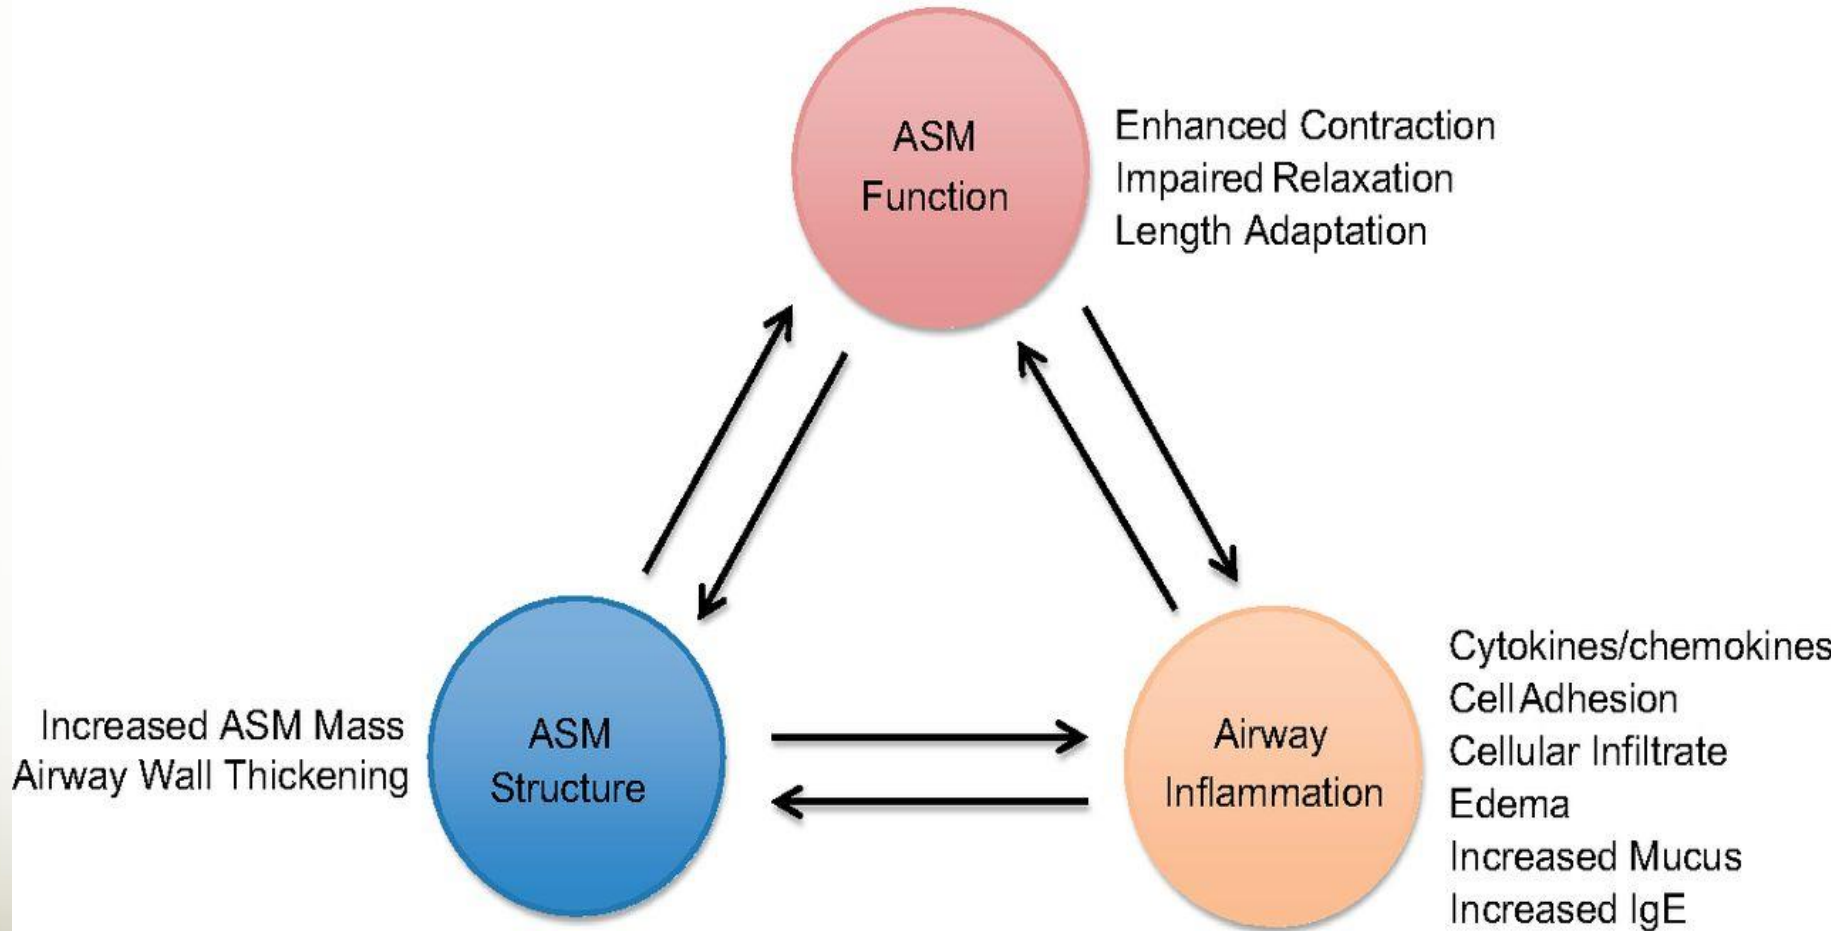 ASM
Function
Enhanced Contraction
Impaired Relaxation
Length Adaptation
Increased ASM Mass
Airway Wall Thickening
ASM
Structure
Airway
Inflammation
Cytokines/chemokines
Cell Adhesion
Cellular Infiltrate
Edema
Increased Mucus
Increased IgE